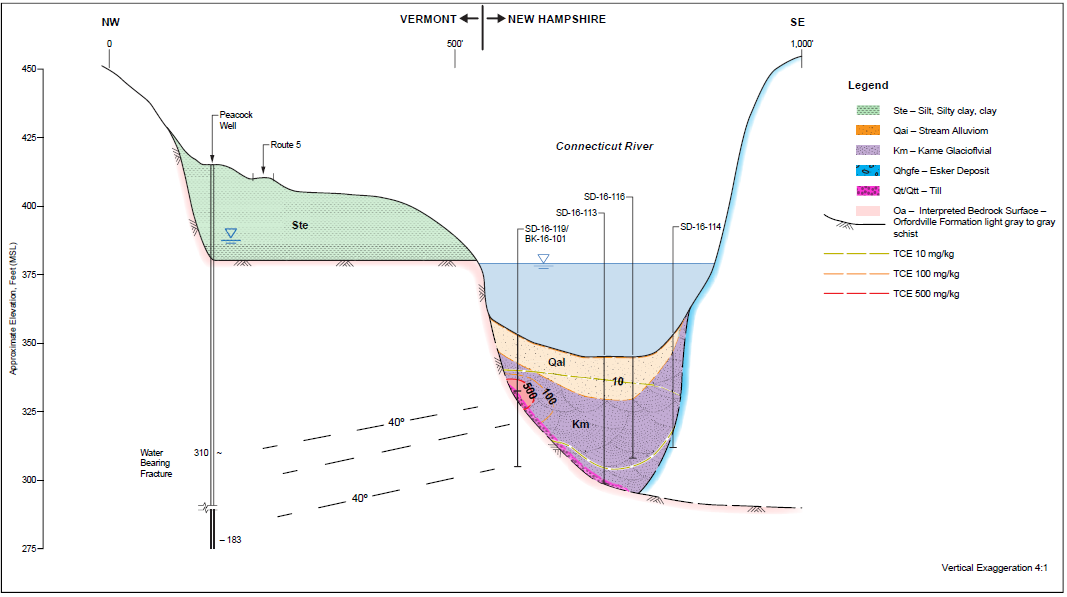 NW
VERMONT
NEW HAMPSHIRE
SE
0
500'
1,000'
450
425
400
375
350
325
300
275
Approximate Elevation, Feet (MSL)
Peacock
Well
Route 5
Ste
Connecticut River
SD-16-116
SD-16-113
SD-16-119/
BK-16-101
SD-16-114
Qal
10
500
100
Km
40º
40º
Water
Bearing
Fracture
310 ~
– 183
Legend
Ste – Silt, Silty clay, clay
Qai – Stream Alluviom
Km – Kame Glacioflvial
Qhgfe – Esker Deposit
Qt/Qtt – Till
Oa – Interpreted Bedrock Surface –
Orfordville Formation light gray to gray
schist
TCE 10 mg/kg
TCE 100 mg/kg
TCE 500 mg/kg
Vertical Exaggeration 4:1